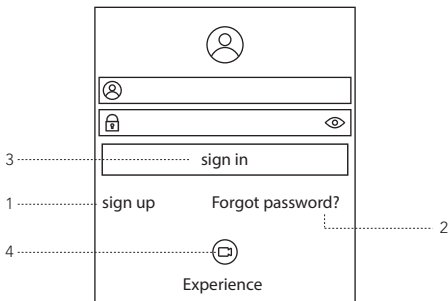 3
sign in
1
sign up
Forgot password?
2
4
Experience